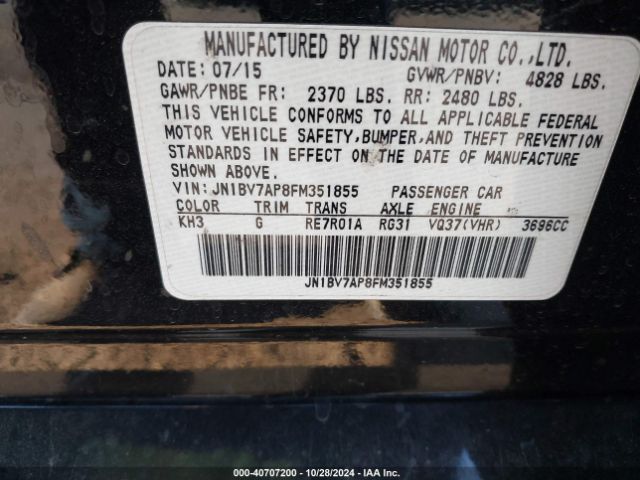 MANUFACTURED BY NISSAN MOTOR CO.,LTD.
DATE: 07/15 GVWR/PNBV: 4828 LBS.
GAWR/PNBE FR: 2370 LBS. RR: 2480 LBS.
THIS VEHICLE CONFORMS TO ALL APPLICABLE FEDERAL
MOTOR VEHICLE SAFETY,BUMPER,AND THEFT PREVENTION
STANDARDS IN EFFECT ON THE DATE OF MANUFACTURE
SHOWN ABOVE.
VIN:JN1BV7AP8FM351855 PASSENGER CAR
COLOR TRIM TRANS AXLE ENGINE
KH3 G RE7R01A RG31 VQ37(VHR) 3696CC
JN1BV7AP8FM351855
000-40707200 | 10/28/2024 | IAA Inc.